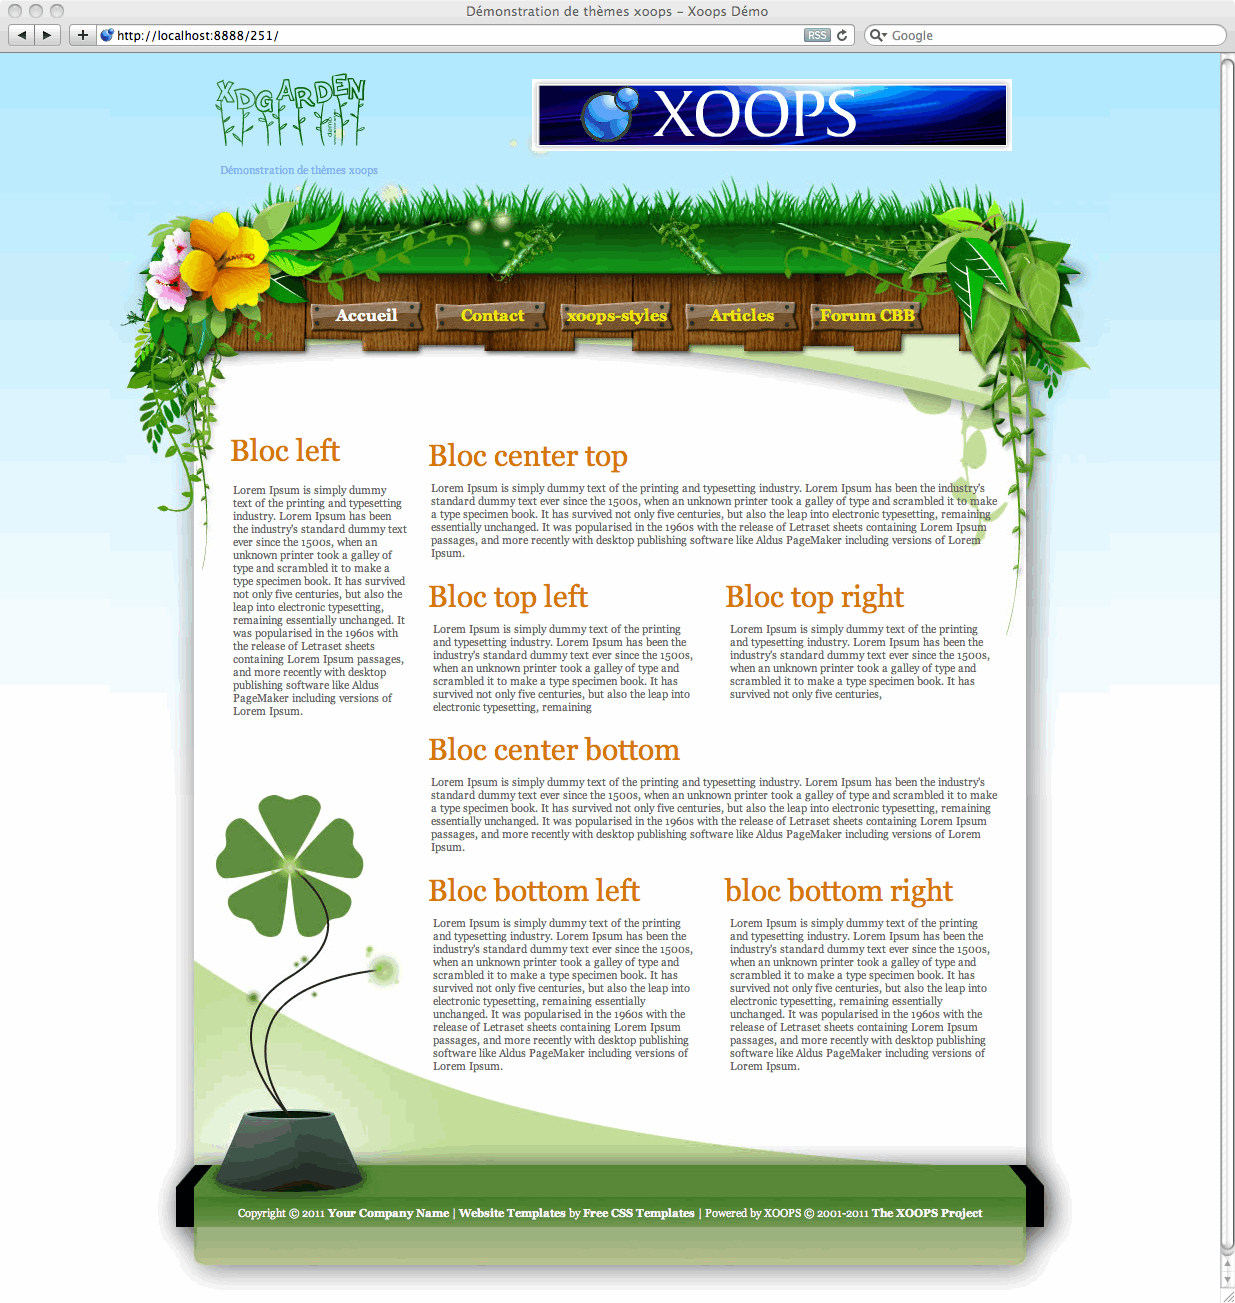 Démonstration de thèmes xoops – Xoops Démo
http://localhost:8888/251/
RSS
Google
XDGARDEN
demo
XOOPS
Démonstration de thèmes xoops
Accueil
Contact
xoops-styles
Articles
Forum CBB
Bloc left
Lorem Ipsum is simply dummy
text of the printing and typesetting
industry. Lorem Ipsum has been
the industry's standard dummy text
ever since the 1500s, when an
unknown printer took a galley of
type and scrambled it to make a
type specimen book. It has survived
not only five centuries, but also the
leap into electronic typesetting,
remaining essentially unchanged. It
was popularised in the 1960s with
the release of Letraset sheets
containing Lorem Ipsum passages,
and more recently with desktop
publishing software like Aldus
PageMaker including versions of
Lorem Ipsum.
Bloc center top
Lorem Ipsum is simply dummy text of the printing and typesetting industry. Lorem Ipsum has been the industry's
standard dummy text ever since the 1500s, when an unknown printer took a galley of type and scrambled it to make
a type specimen book. It has survived not only five centuries, but also the leap into electronic typesetting, remaining
essentially unchanged. It was popularised in the 1960s with the release of Letraset sheets containing Lorem Ipsum
passages, and more recently with desktop publishing software like Aldus PageMaker including versions of Lorem
Ipsum.
Bloc top left
Lorem Ipsum is simply dummy text of the printing
and typesetting industry. Lorem Ipsum has been the
industry's standard dummy text ever since the 1500s,
when an unknown printer took a galley of type and
scrambled it to make a type specimen book. It has
survived not only five centuries, but also the leap into
electronic typesetting, remaining
Bloc top right
Lorem Ipsum is simply dummy text of the printing
and typesetting industry. Lorem Ipsum has been the
industry's standard dummy text ever since the 1500s,
when an unknown printer took a galley of type and
scrambled it to make a type specimen book. It has
survived not only five centuries,
Bloc center bottom
Lorem Ipsum is simply dummy text of the printing and typesetting industry. Lorem Ipsum has been the industry's
standard dummy text ever since the 1500s, when an unknown printer took a galley of type and scrambled it to make
a type specimen book. It has survived not only five centuries, but also the leap into electronic typesetting, remaining
essentially unchanged. It was popularised in the 1960s with the release of Letraset sheets containing Lorem Ipsum
passages, and more recently with desktop publishing software like Aldus PageMaker including versions of Lorem
Ipsum.
Bloc bottom left
Lorem Ipsum is simply dummy text of the printing
and typesetting industry. Lorem Ipsum has been the
industry's standard dummy text ever since the 1500s,
when an unknown printer took a galley of type and
scrambled it to make a type specimen book. It has
survived not only five centuries, but also the leap into
electronic typesetting, remaining essentially
unchanged. It was popularised in the 1960s with the
release of Letraset sheets containing Lorem Ipsum
passages, and more recently with desktop publishing
software like Aldus PageMaker including versions of
Lorem Ipsum.
bloc bottom right
Lorem Ipsum is simply dummy text of the printing
and typesetting industry. Lorem Ipsum has been the
industry's standard dummy text ever since the 1500s,
when an unknown printer took a galley of type and
scrambled it to make a type specimen book. It has
survived not only five centuries, but also the leap into
electronic typesetting, remaining essentially
unchanged. It was popularised in the 1960s with the
release of Letraset sheets containing Lorem Ipsum
passages, and more recently with desktop publishing
software like Aldus PageMaker including versions of
Lorem Ipsum.
Copyright © 2011 Your Company Name | Website Templates by Free CSS Templates | Powered by XOOPS © 2001-2011 The XOOPS Project